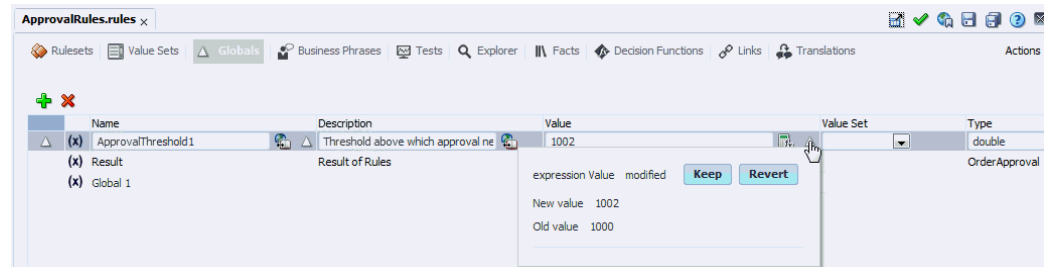 ApprovalRules.rules ×
Rulesets Value Sets Globals Business Phrases Tests Explorer Facts Decision Functions Links Translations Actions
Name Description Value Value Set Type
(x) ApprovalThreshold1 Threshold above which approval ne 1002 double
(x) Result Result of Rules OrderApproval
(x) Global 1
expression Value modified Keep Revert
New value 1002
Old value 1000